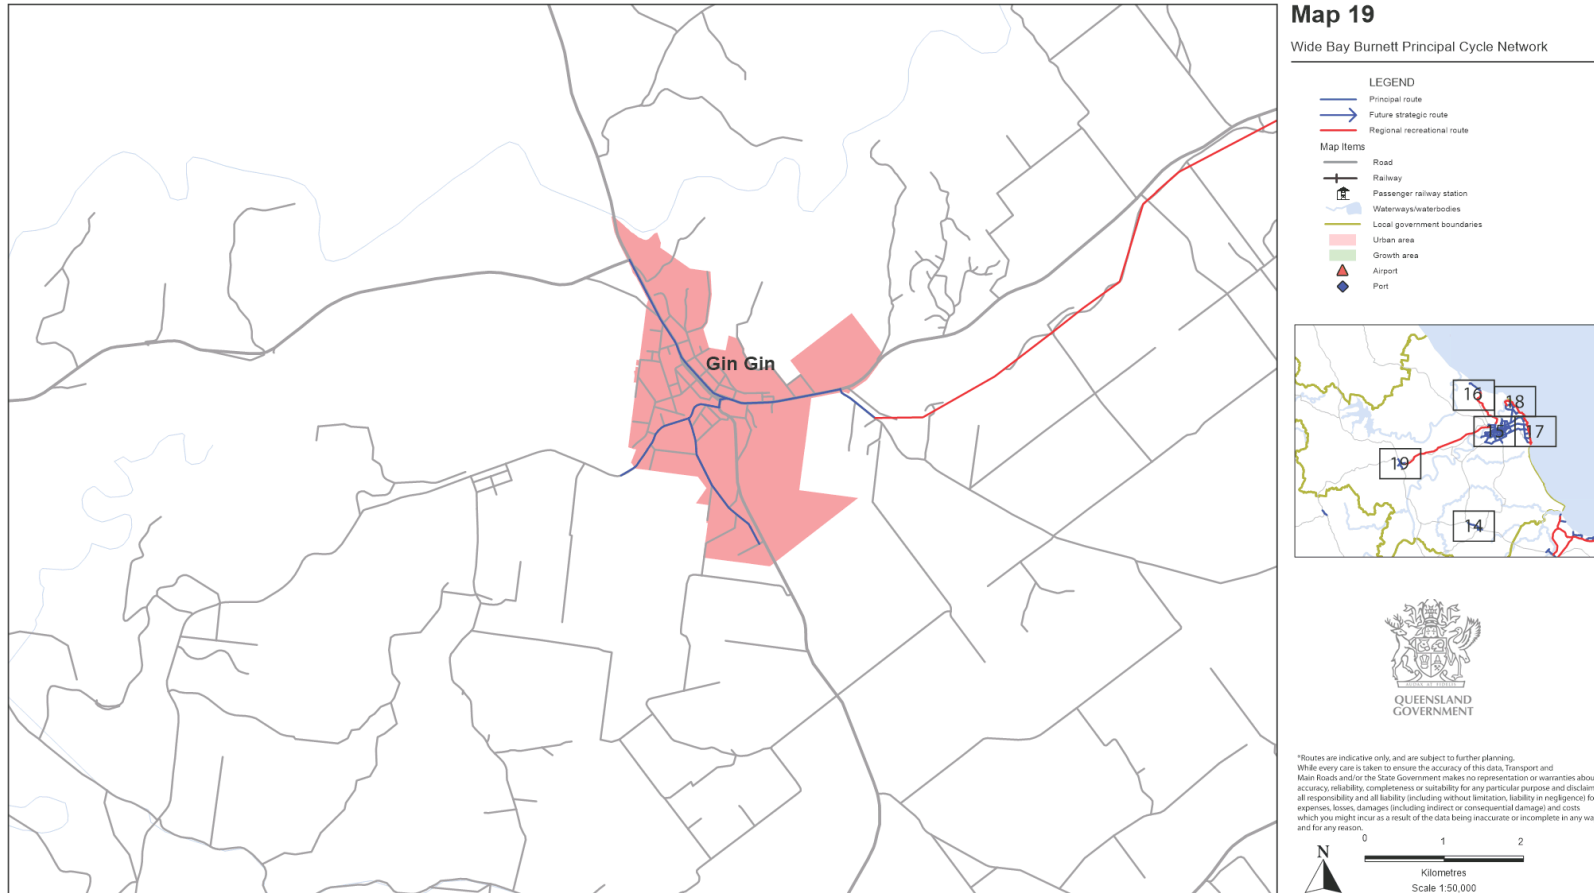 Map 19
Wide Bay Burnett Principal Cycle Network
LEGEND
Principal route
Future strategic route
Regional recreational route
Map Items
Road
Railway
Passenger railway station
Waterways/waterbodies
Local government boundaries
Urban area
Growth area
Airport
Port
Gin Gin
16
18
15
17
19
14
QUEENSLAND
GOVERNMENT
*Routes are indicative only, and are subject to further planning.
While every care is taken to ensure the accuracy of this data, Transport and
Main Roads and/or the State Government makes no representation or warranties abou
accuracy, reliability, completeness or suitability for any particular purpose and disclaim
all responsibility and all liability (including without limitation, liability in negligence) fo
expenses, losses, damages (including indirect or consequential damage) and costs
which you might incur as a result of the data being inaccurate or incomplete in any wa
and for any reason.
N
0 1 2
Kilometres
Scale 1:50,000